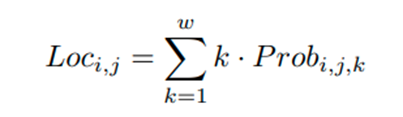 $Loc_{i,j} = \sum_{k=1}^{w} k \cdot Prob_{i,j,k}$